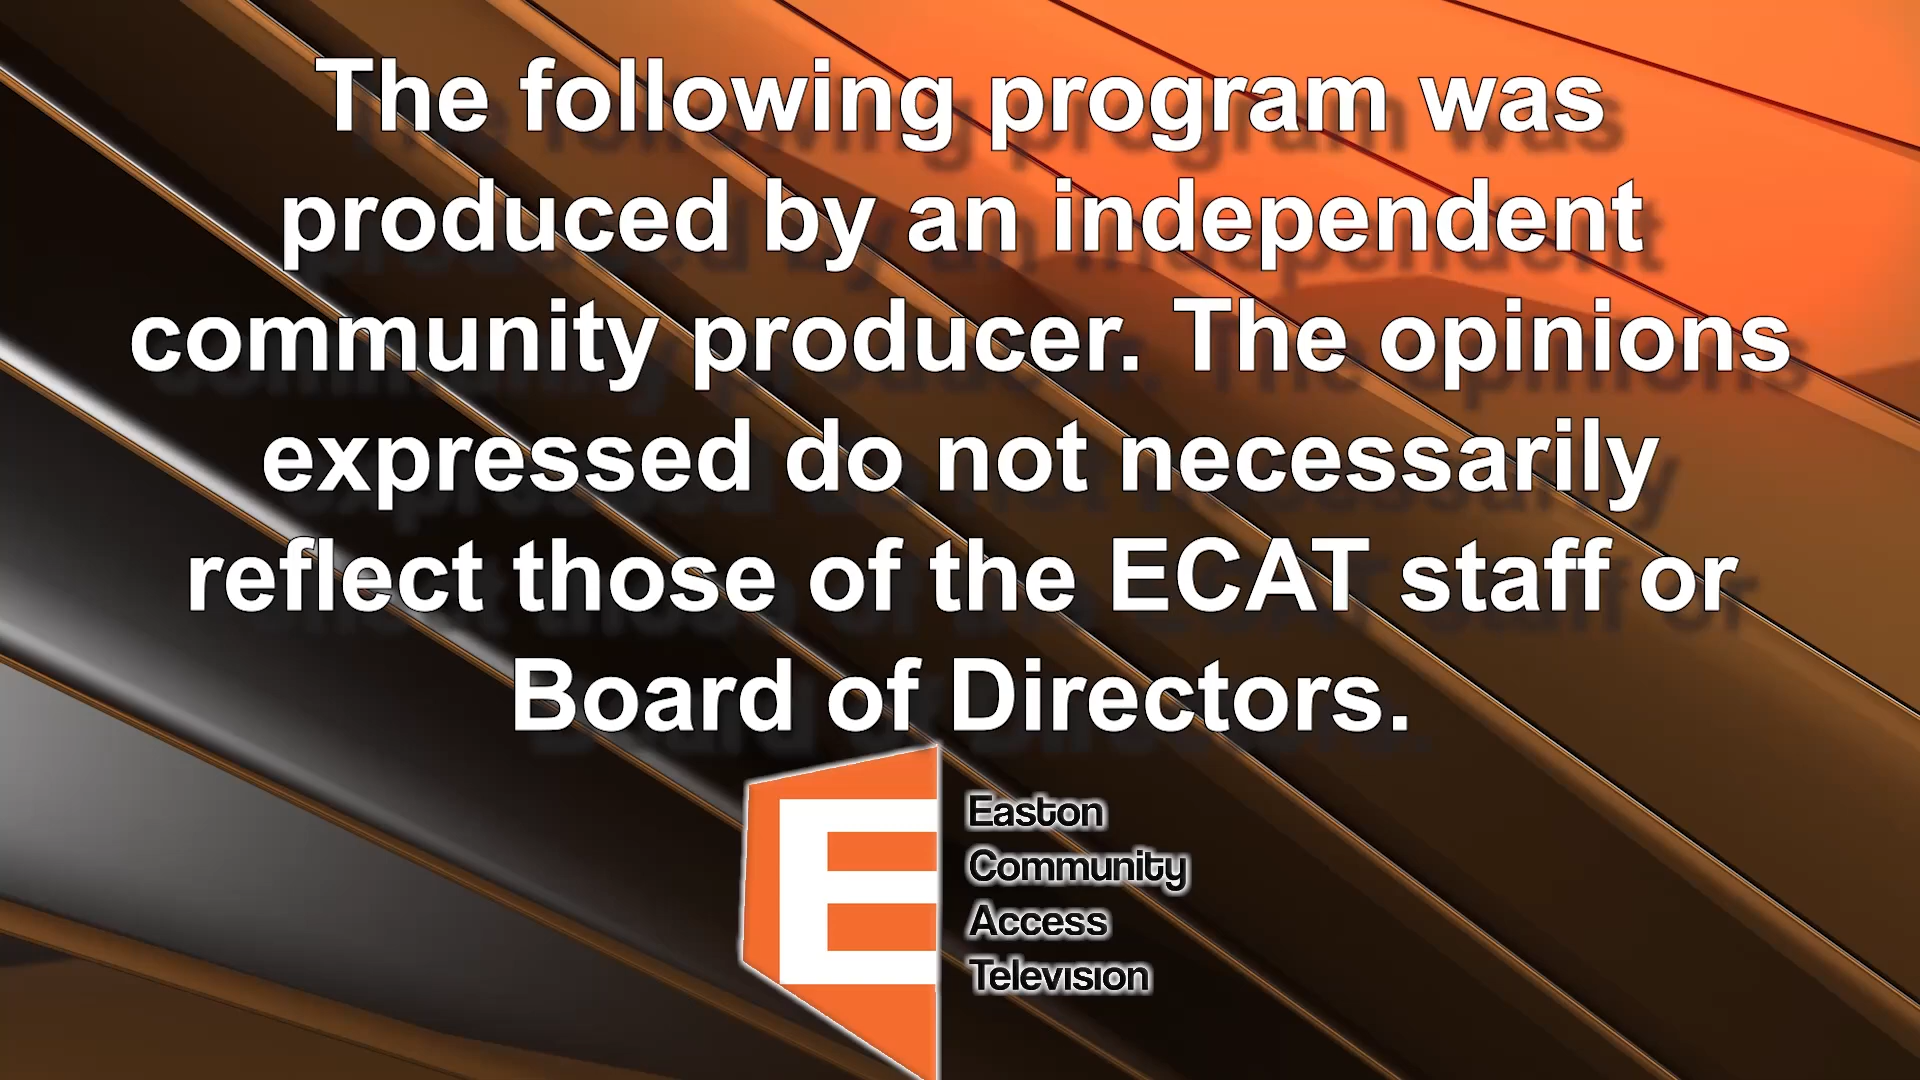 The following program was
produced by an independent
community producer. The opinions
expressed do not necessarily
reflect those of the ECAT staff or
Board of Directors.
E
Easton
Community
Access
Television